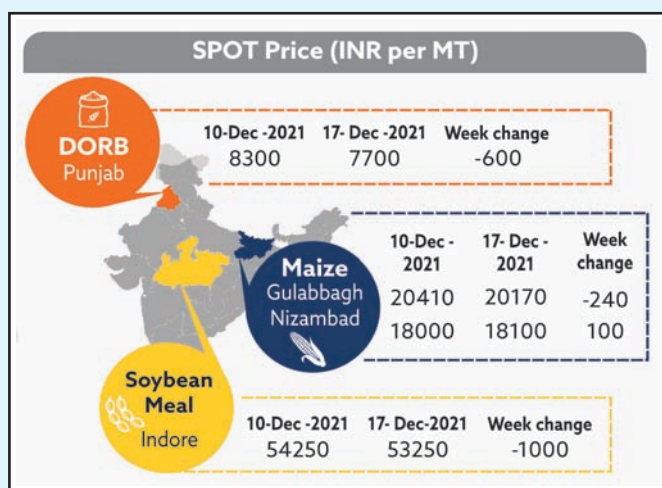 SPOT Price (INR per MT)
DORB
Punjab
10-Dec -2021 17- Dec -2021 Week change
8300 7700 -600
Maize
Gulabbagh
Nizambad
10-Dec - 17- Dec - Week
2021 2021 change
20410 20170 -240
18000 18100 100
Soybean
Meal
Indore
10-Dec -2021 17- Dec-2021 Week change
54250 53250 -1000